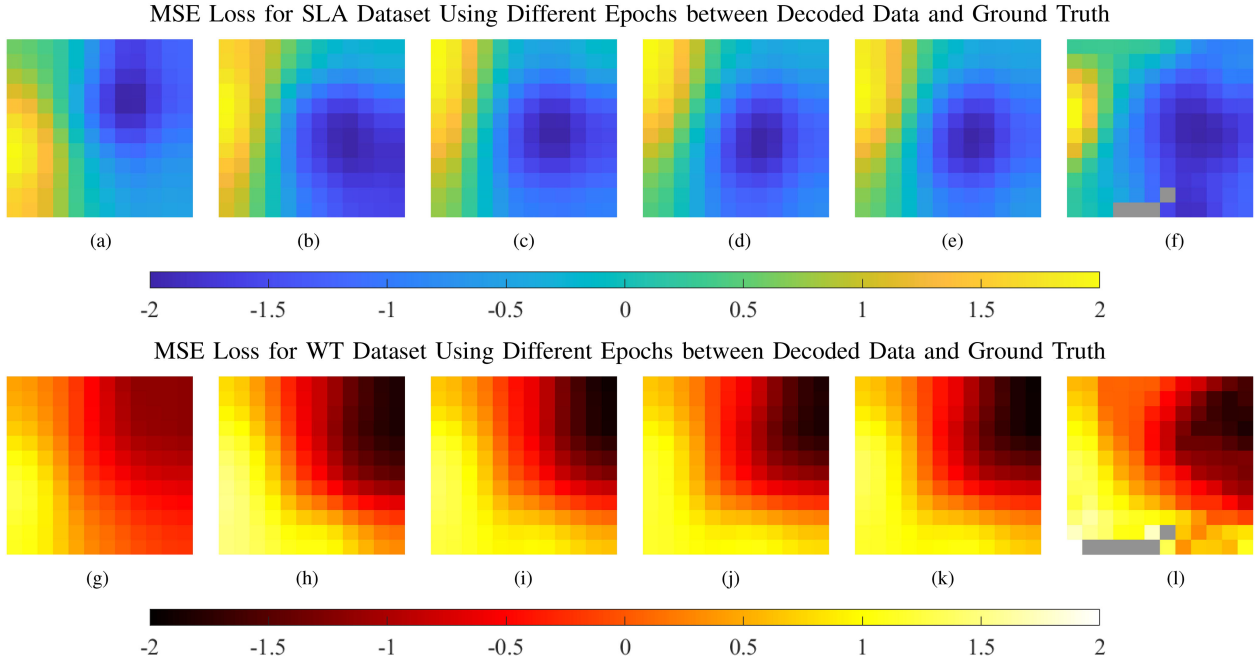 MSE Loss for SLA Dataset Using Different Epochs between Decoded Data and Ground Truth
(a) (b) (c) (d) (e) (f)
-2 -1.5 -1 -0.5 0 0.5 1 1.5 2
MSE Loss for WT Dataset Using Different Epochs between Decoded Data and Ground Truth
(g) (h) (i) (j) (k) (l)
-2 -1.5 -1 -0.5 0 0.5 1 1.5 2